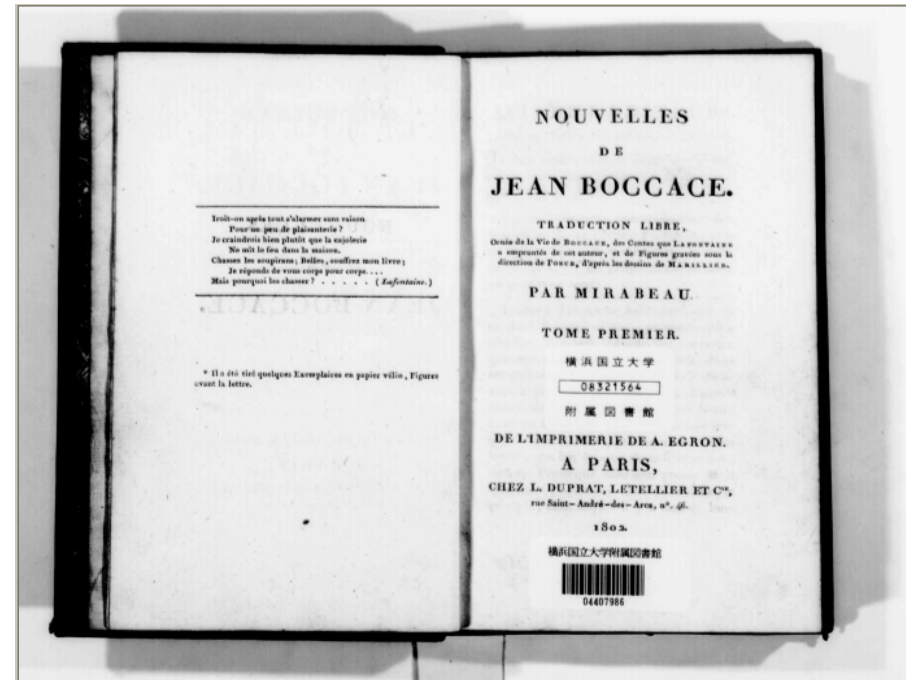 Iroit-on après tout s'alarmer sans raison
Pour un peu de plaisanterie ?
Je craindrois bien plutôt que la cajolerie
Ne mît le feu dans la maison.
Chassez les soupirans ; Belles, souffrez mon livre ;
Je réponds de vous corps pour corps....
Mais pourquoi les chasser ? . . . . . (Lafontaine.)
* Il a été tiré quelques Exemplaires en papier vélin, Figures
avant la lettre.
NOUVELLES
DE
JEAN BOCCACE.
TRADUCTION LIBRE,
Ornée de la Vie de BOCCACE, des Contes que LAFONTAINE
a empruntés de cet auteur, et de Figures gravées sous la
direction de PONCE, d'après les dessins de MARILLIER.
PAR MIRABEAU.
TOME PREMIER.
横浜国立大学
08321564
附属図書館
DE L'IMPRIMERIE DE A. EGRON.
A PARIS,
CHEZ L. DUPRAT, LETELLIER ET Cie,
rue Saint-André-des-Arcs, nº. 46.
1802.
横浜国立大学附属図書館
04407986